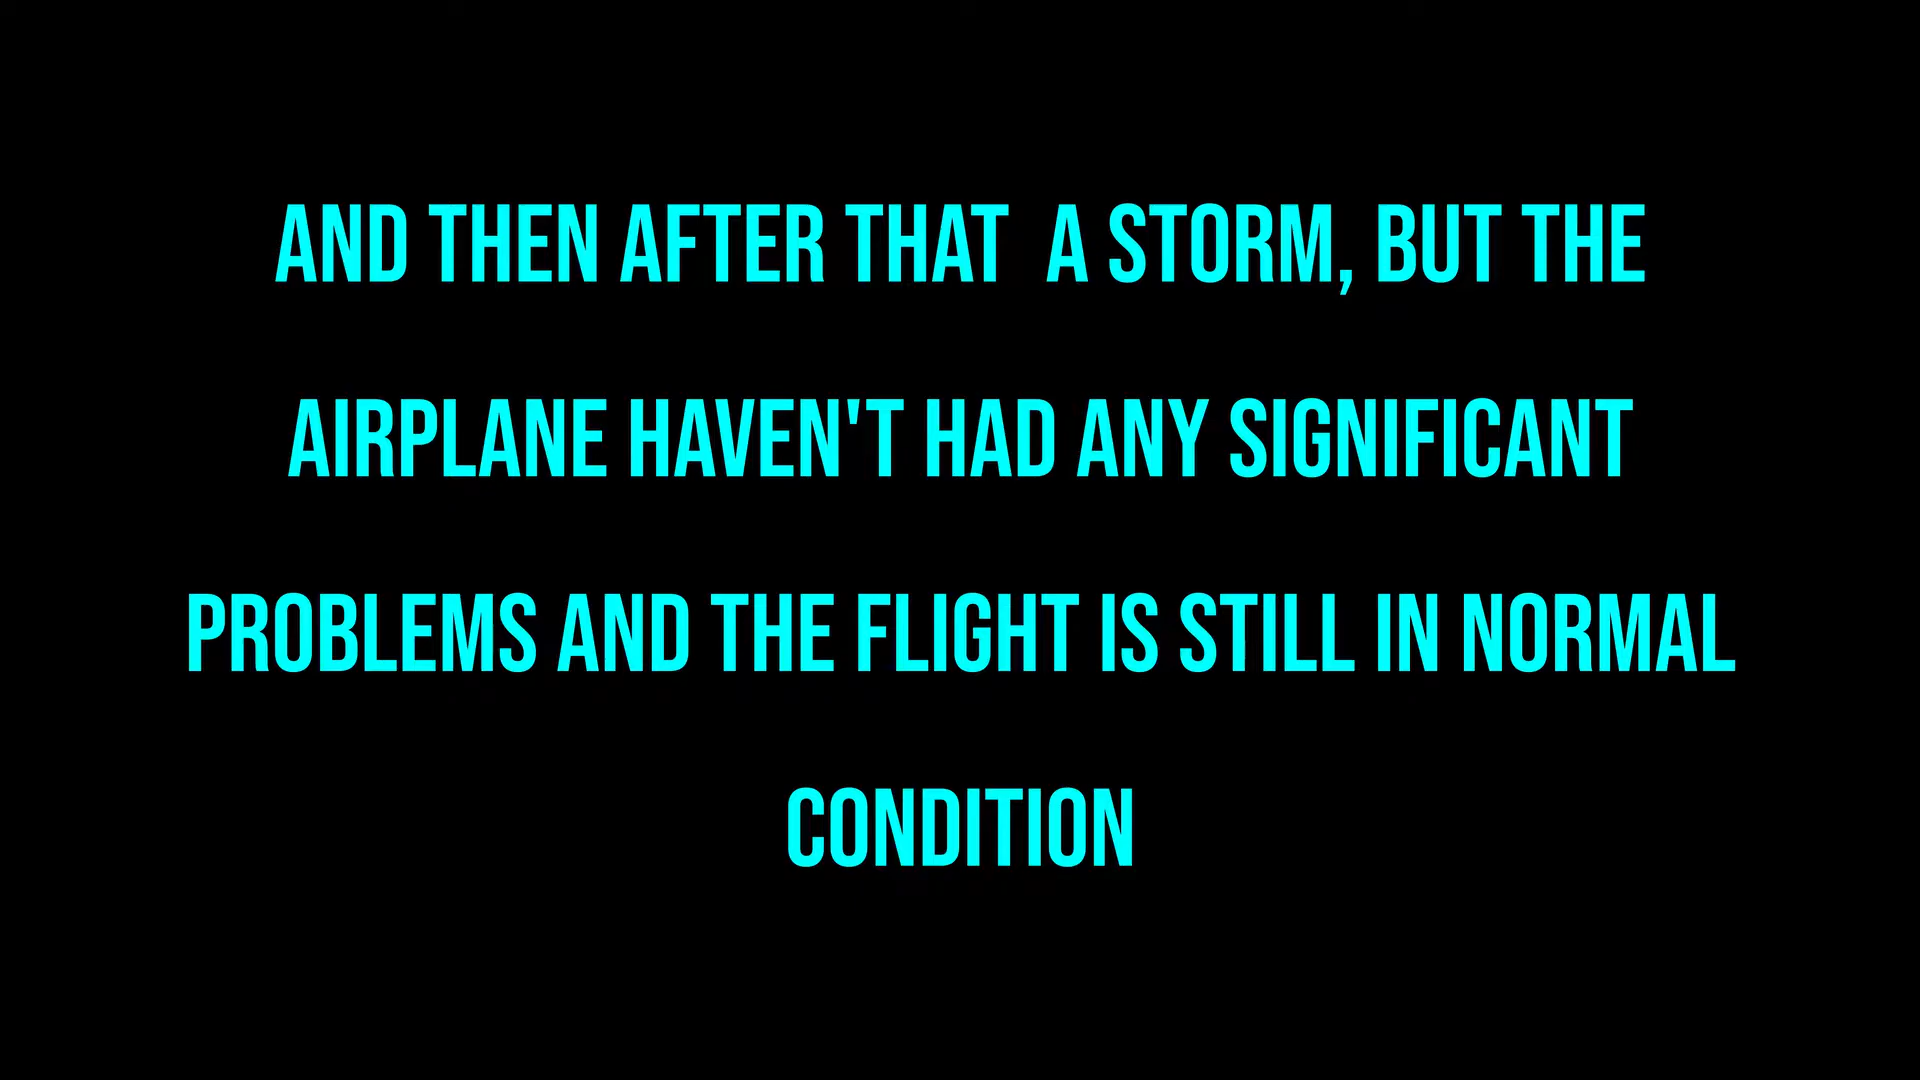 AND THEN AFTER THAT  A STORM, BUT THE
AIRPLANE HAVEN'T HAD ANY SIGNIFICANT
PROBLEMS AND THE FLIGHT IS STILL IN NORMAL
CONDITION